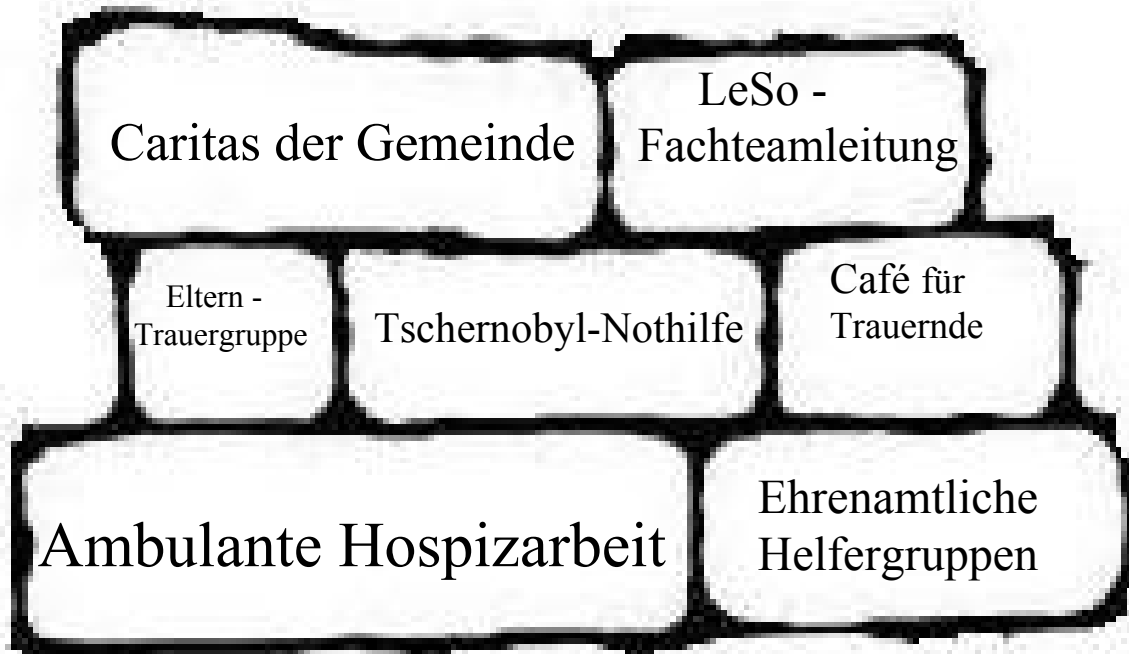 Caritas der Gemeinde
LeSo -
Fachteamleitung
Eltern -
Trauergruppe
Tschernobyl-Nothilfe
Café für
Trauernde
Ambulante Hospizarbeit
Ehrenamtliche
Helfergruppen